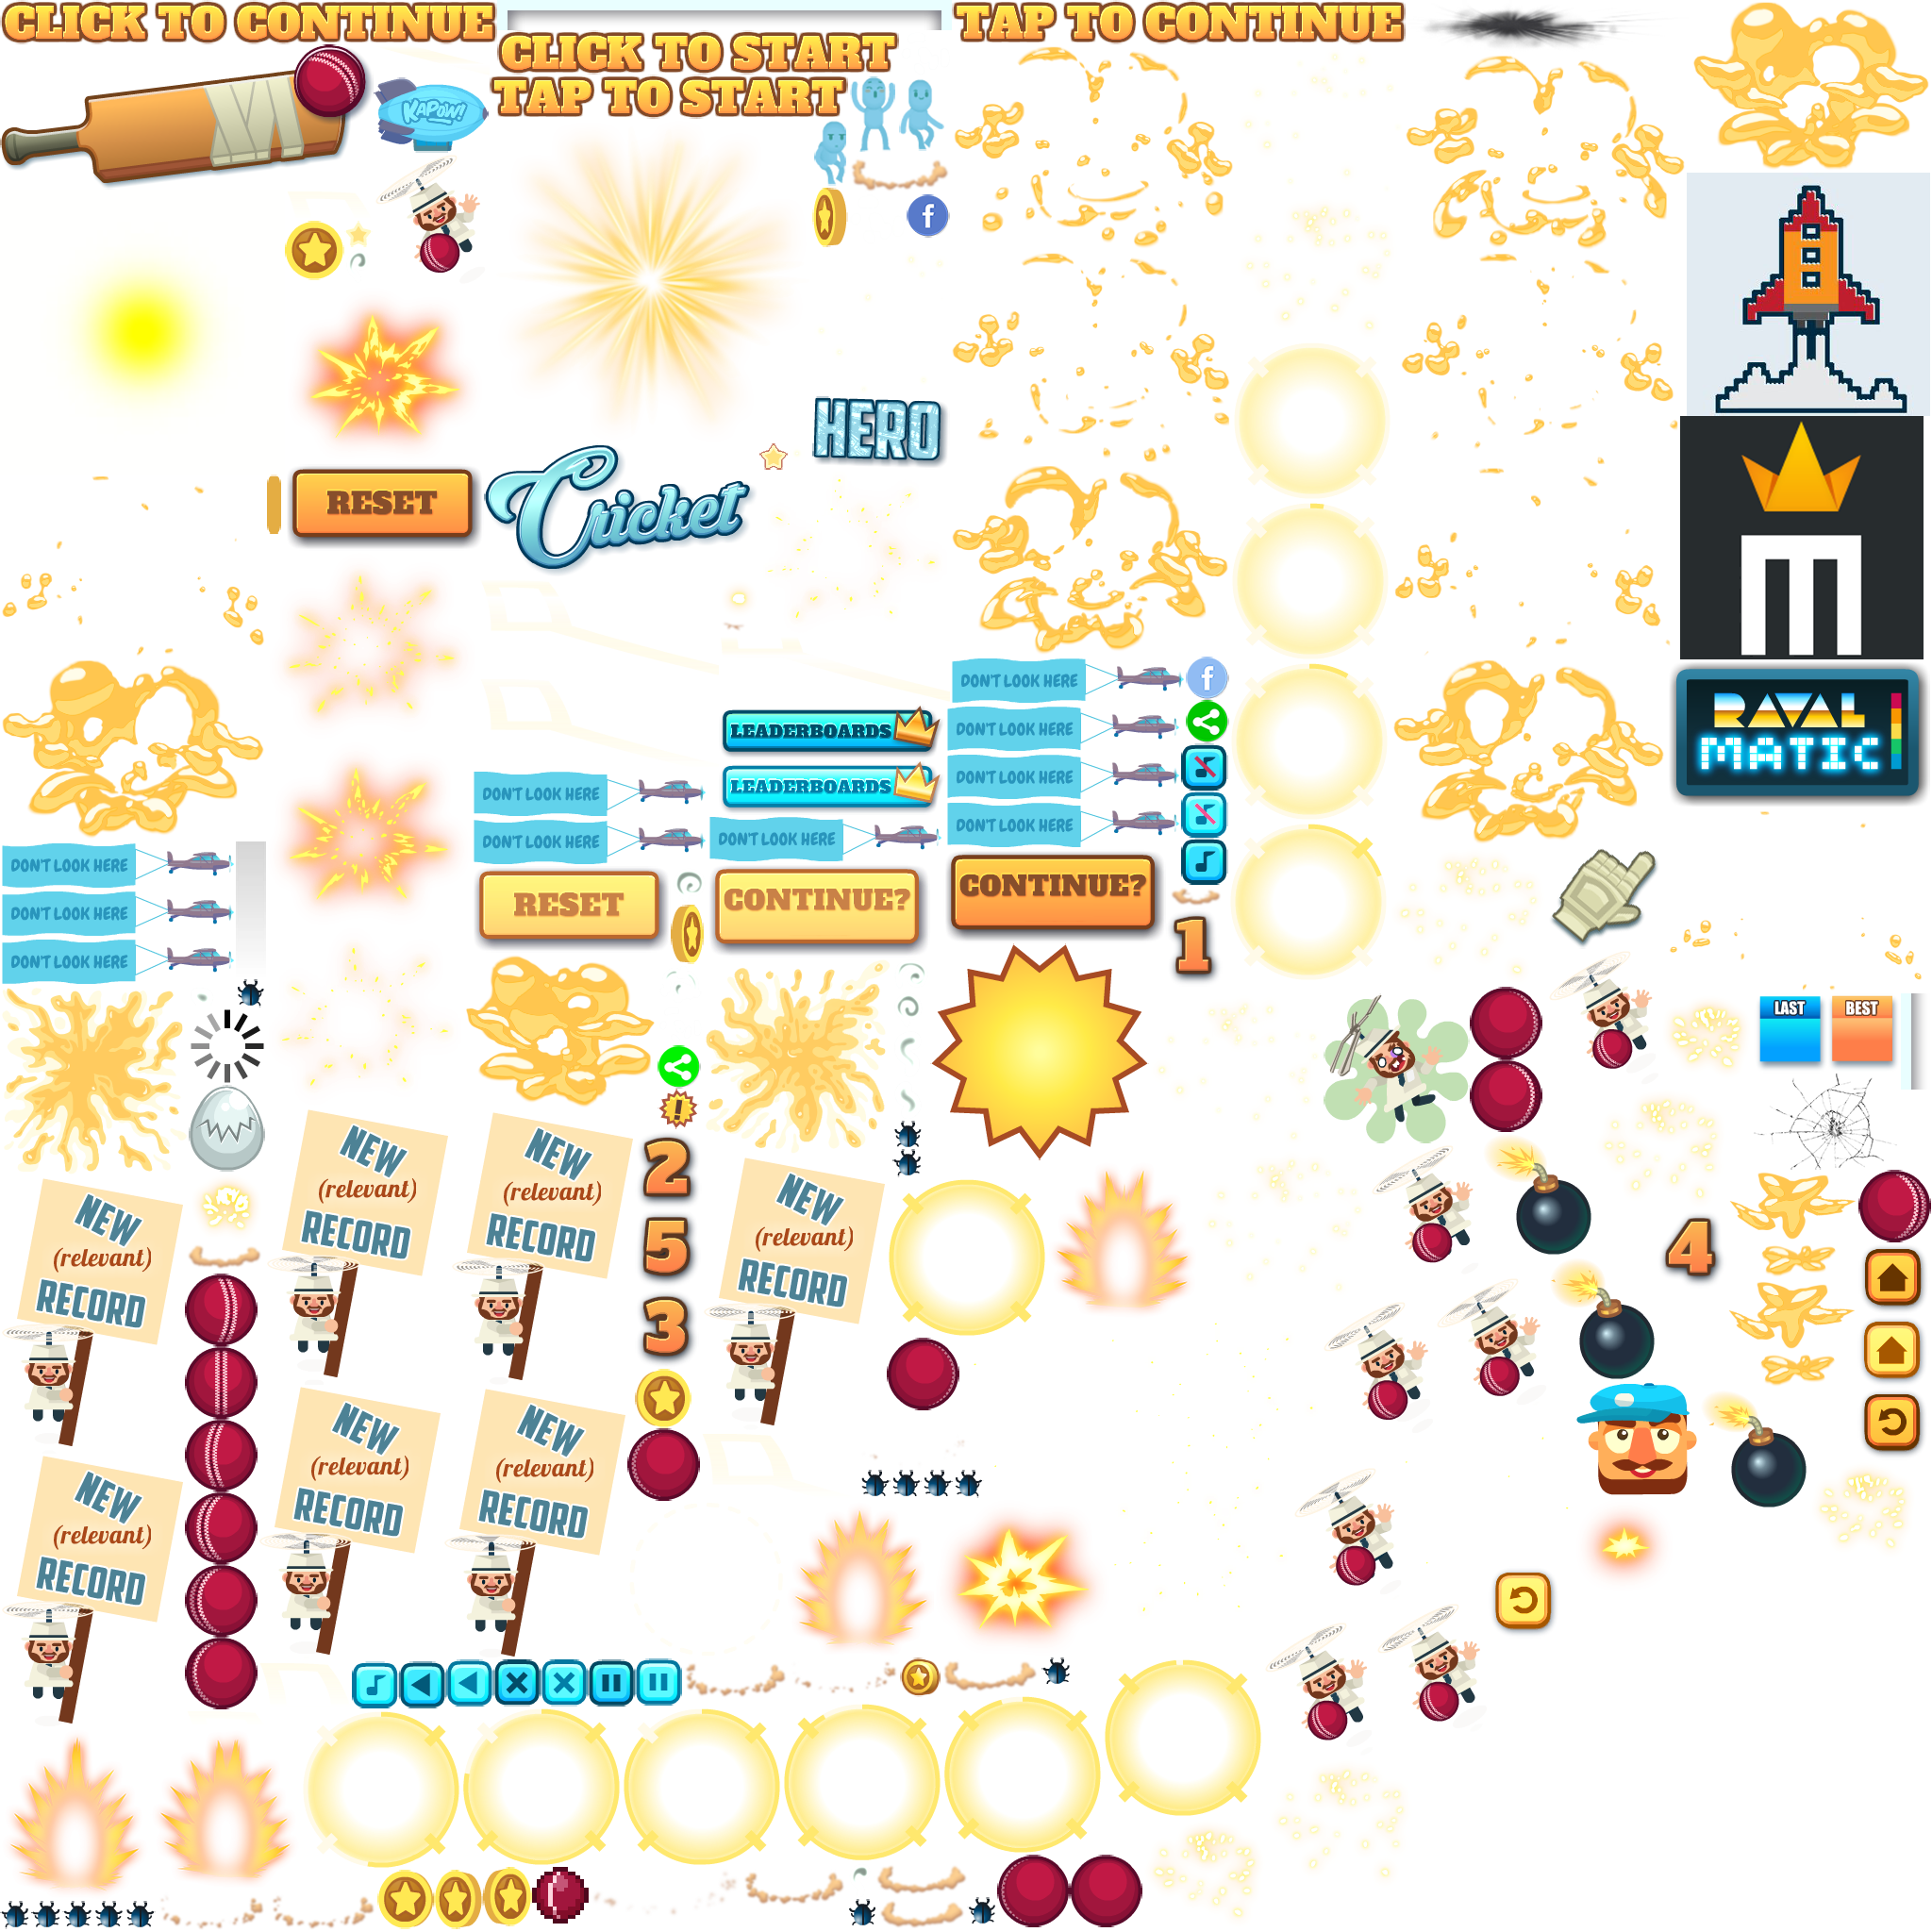 CLICK TO CONTINUE
TAP TO CONTINUE
CLICK TO START
TAP TO START
KAPOW!
f
HERO
RESET
Cricket
DON'T LOOK HERE
f
LEADERBOARDS
DON'T LOOK HERE
RAVAL
MATIC
DON'T LOOK HERE
LEADERBOARDS
DON'T LOOK HERE
DON'T LOOK HERE
DON'T LOOK HERE
DON'T LOOK HERE
DON'T LOOK HERE
DON'T LOOK HERE
DON'T LOOK HERE
DON'T LOOK HERE
RESET
CONTINUE?
CONTINUE?
1
LAST
BEST
!
NEW
(relevant)
RECORD
NEW
(relevant)
RECORD
2
NEW
(relevant)
RECORD
NEW
(relevant)
RECORD
5
4
3
NEW
(relevant)
RECORD
NEW
(relevant)
RECORD
NEW
(relevant)
RECORD